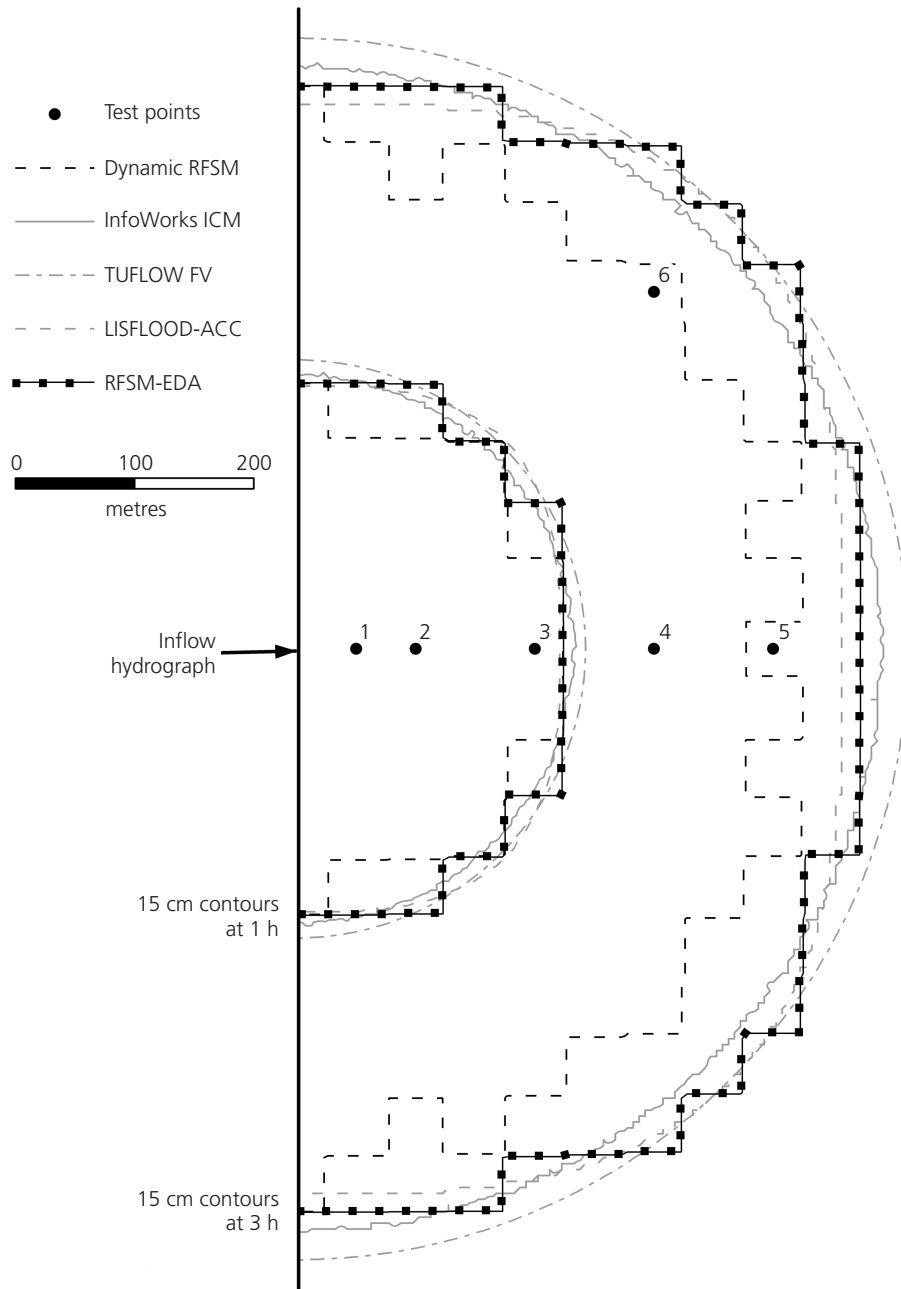 Test points
Dynamic RFSM
InfoWorks ICM
TUFLOW FV
LISFLOOD-ACC
RFSM-EDA
0 100 200
metres
6
1 2 3 4 5
Inflow
hydrograph
15 cm contours
at 1 h
15 cm contours
at 3 h